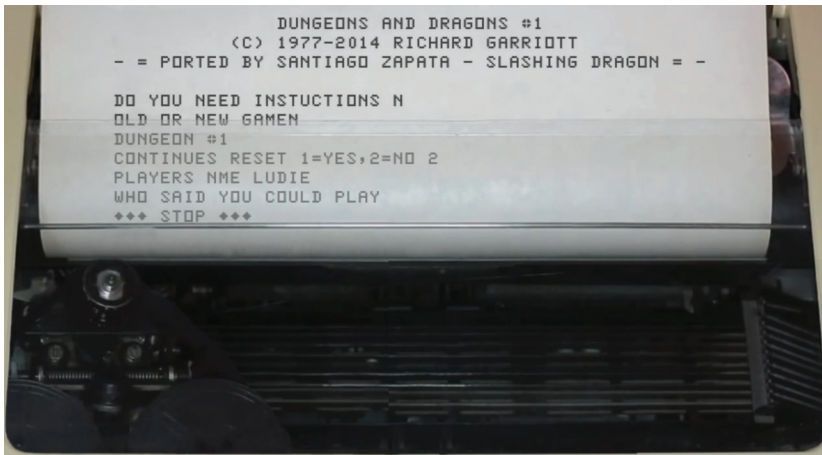 DUNGEONS AND DRAGONS #1
(C) 1977-2014 RICHARD GARRIOTT
- = PORTED BY SANTIAGO ZAPATA - SLASHING DRAGON = -
DO YOU NEED INSTUCTIONS N
OLD OR NEW GAMEN
DUNGEON #1
CONTINUES RESET 1=YES,2=NO 2
PLAYERS NME LUDIE
WHO SAID YOU COULD PLAY
♦♦♦ STOP ♦♦♦